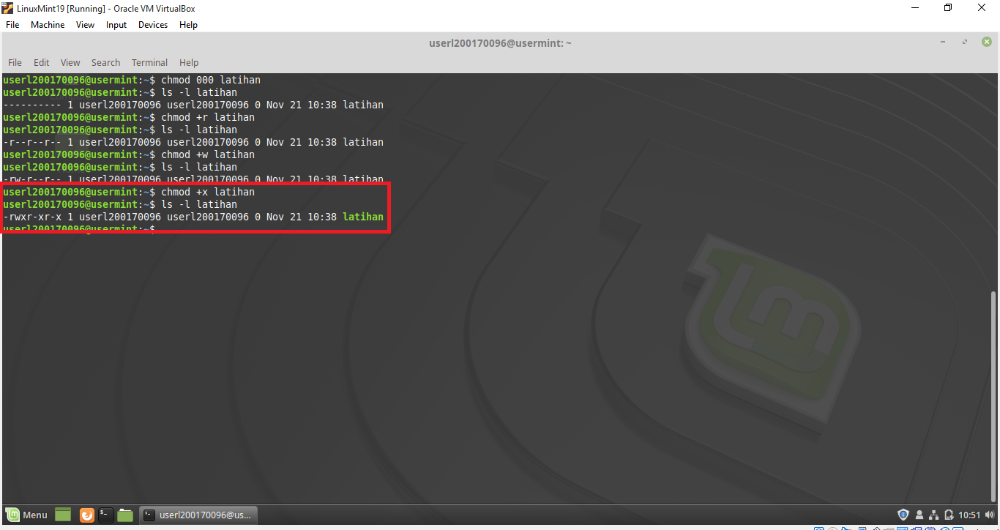 LinuxMint19 [Running] - Oracle VM VirtualBox
File Machine View Input Devices Help
userl200170096@usermint: ~
File Edit View Search Terminal Help
userl200170096@usermint:~$ chmod 000 latihan
userl200170096@usermint:~$ ls -l latihan
---------- 1 userl200170096 userl200170096 0 Nov 21 10:38 latihan
userl200170096@usermint:~$ chmod +r latihan
userl200170096@usermint:~$ ls -l latihan
-r--r--r-- 1 userl200170096 userl200170096 0 Nov 21 10:38 latihan
userl200170096@usermint:~$ chmod +w latihan
userl200170096@usermint:~$ ls -l latihan
-rw-r--r-- 1 userl200170096 userl200170096 0 Nov 21 10:38 latihan
userl200170096@usermint:~$ chmod +x latihan
userl200170096@usermint:~$ ls -l latihan
-rwxr-xr-x 1 userl200170096 userl200170096 0 Nov 21 10:38 latihan
userl200170096@usermint:~$
Menu userl200170096@us... 10:51